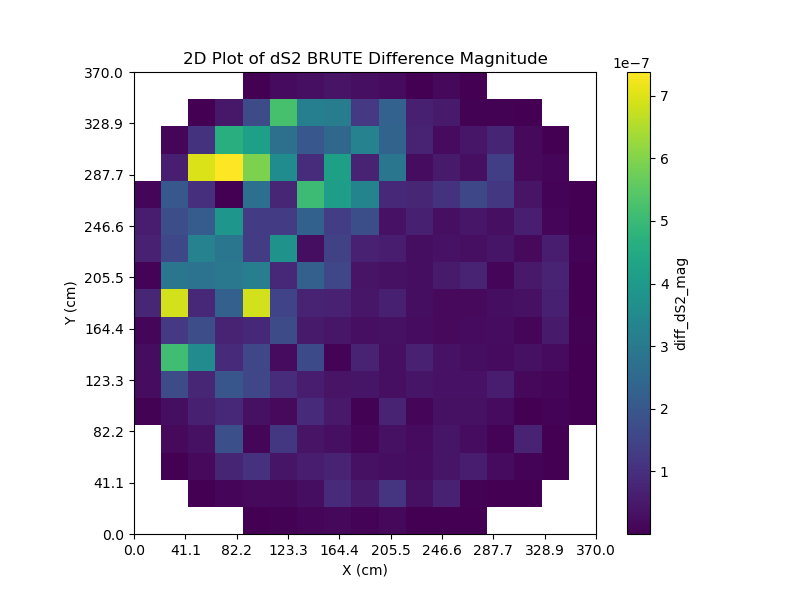 2D Plot of dS2 BRUTE Difference Magnitude
1e−7
370.0
328.9
287.7
246.6
205.5
164.4
123.3
82.2
41.1
0.0
Y (cm)
0.0 41.1 82.2 123.3 164.4 205.5 246.6 287.7 328.9 370.0
X (cm)
7
6
5
4
3
2
1
diff_dS2_mag